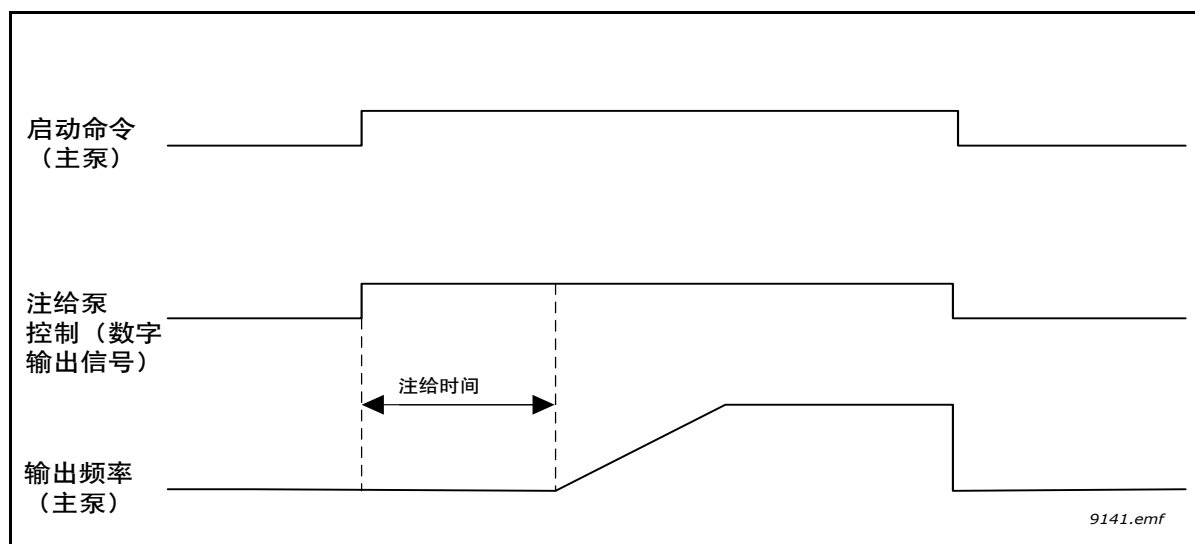 启动命令
（主泵）
注给泵
控制（数字
输出信号）
注给时间
输出频率
（主泵）
9141.emf